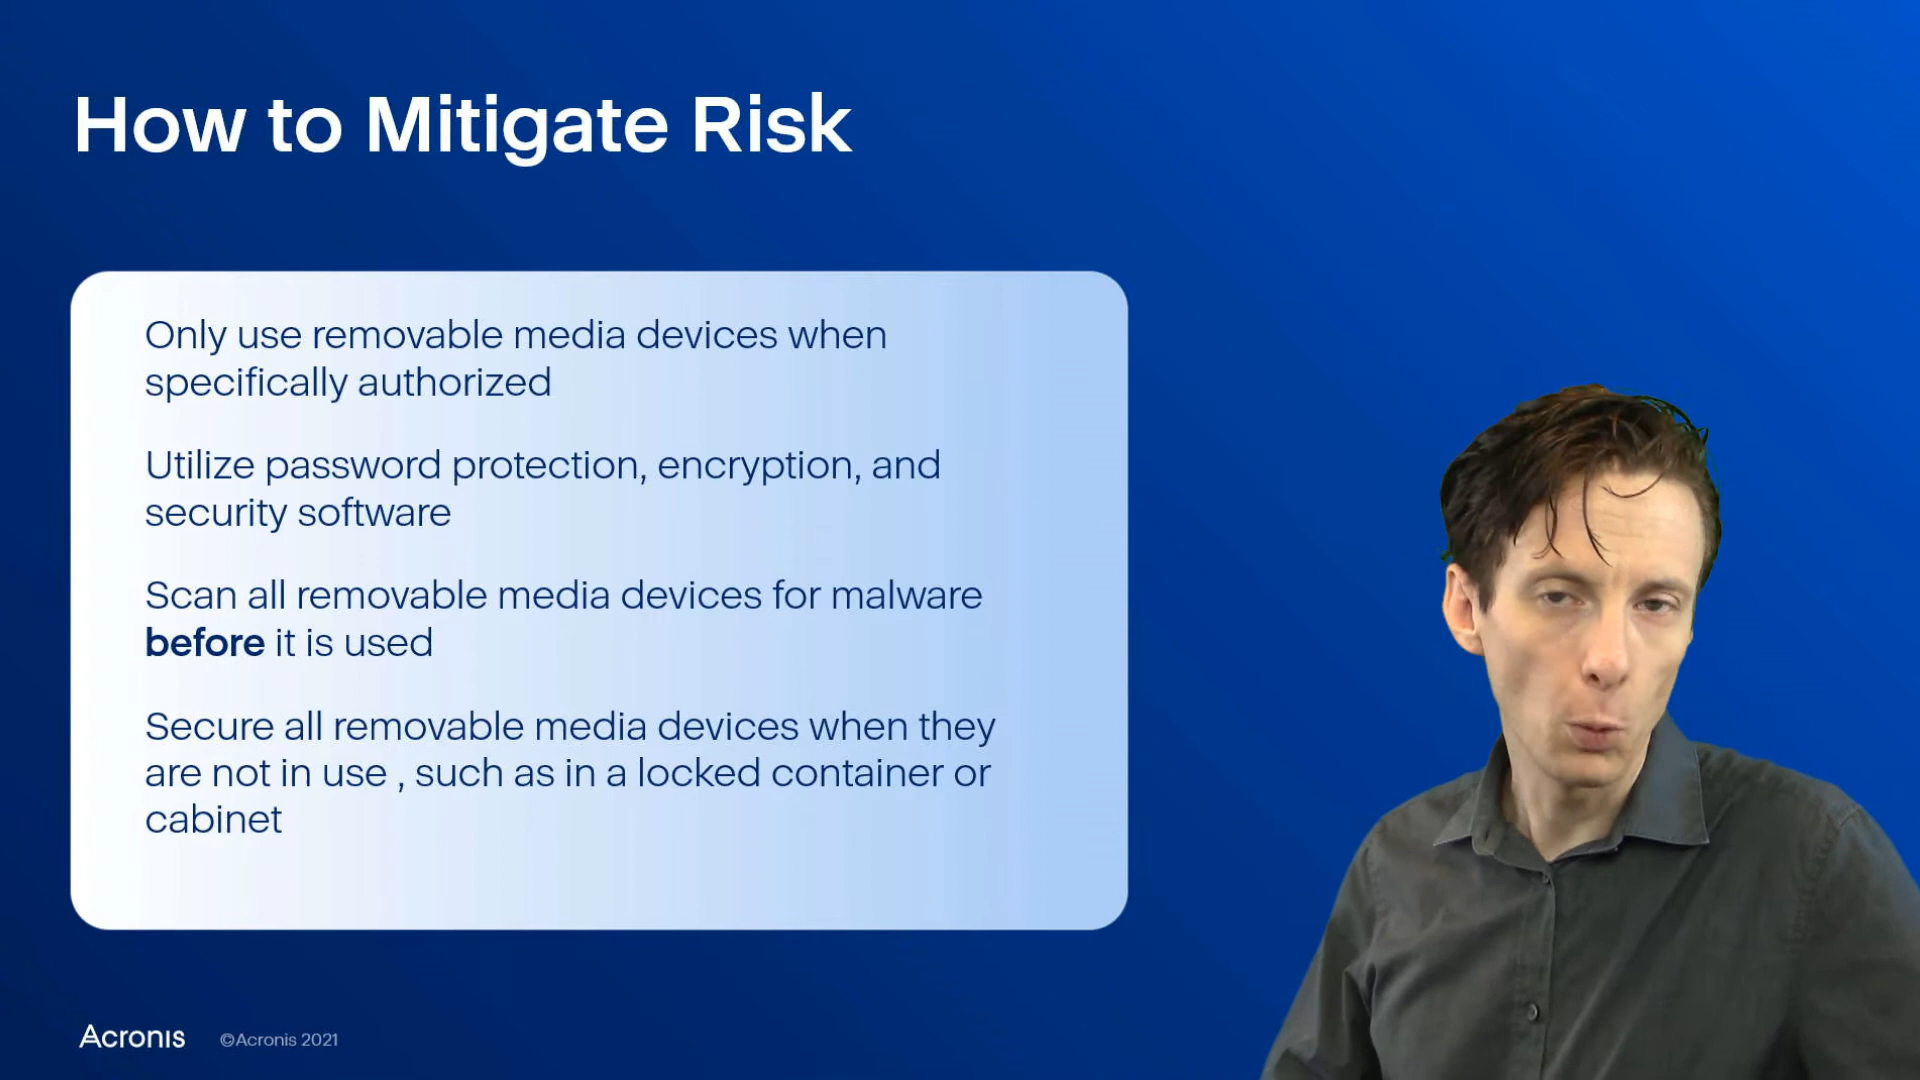 How to Mitigate Risk
Only use removable media devices when
specifically authorized
Utilize password protection, encryption, and
security software
Scan all removable media devices for malware
before it is used
Secure all removable media devices when they
are not in use , such as in a locked container or
cabinet
Acronis ©Acronis 2021